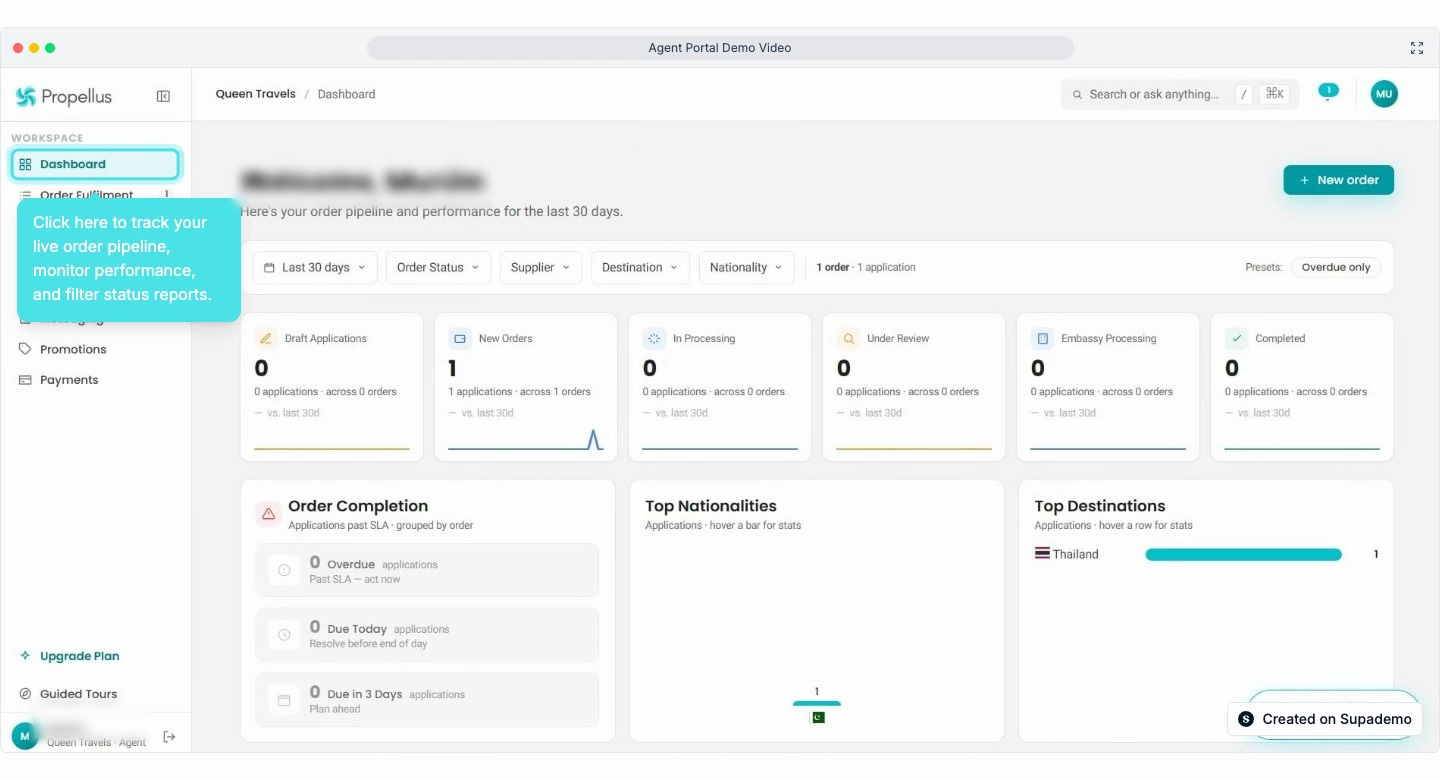 Agent Portal Demo Video
Propellus
Queen Travels / Dashboard
Search or ask anything...
/
⌘K
1
MU
WORKSPACE
Dashboard
Order Fulfilment 1
Click here to track your
live order pipeline,
monitor performance,
and filter status reports.
Promotions
Payments
Upgrade Plan
Guided Tours
M
Queen Travels · Agent
Here's your order pipeline and performance for the last 30 days.
+ New order
Last 30 days
Order Status
Supplier
Destination
Nationality
1 order · 1 application
Presets:
Overdue only
Draft Applications
0
0 applications · across 0 orders
— vs. last 30d
New Orders
1
1 applications · across 1 orders
— vs. last 30d
In Processing
0
0 applications · across 0 orders
— vs. last 30d
Under Review
0
0 applications · across 0 orders
— vs. last 30d
Embassy Processing
0
0 applications · across 0 orders
— vs. last 30d
Completed
0
0 applications · across 0 orders
— vs. last 30d
Order Completion
Applications past SLA · grouped by order
0 Overdue applications
Past SLA — act now
0 Due Today applications
Resolve before end of day
0 Due in 3 Days applications
Plan ahead
Top Nationalities
Applications · hover a bar for stats
1
Top Destinations
Applications · hover a row for stats
Thailand 1
Created on Supademo